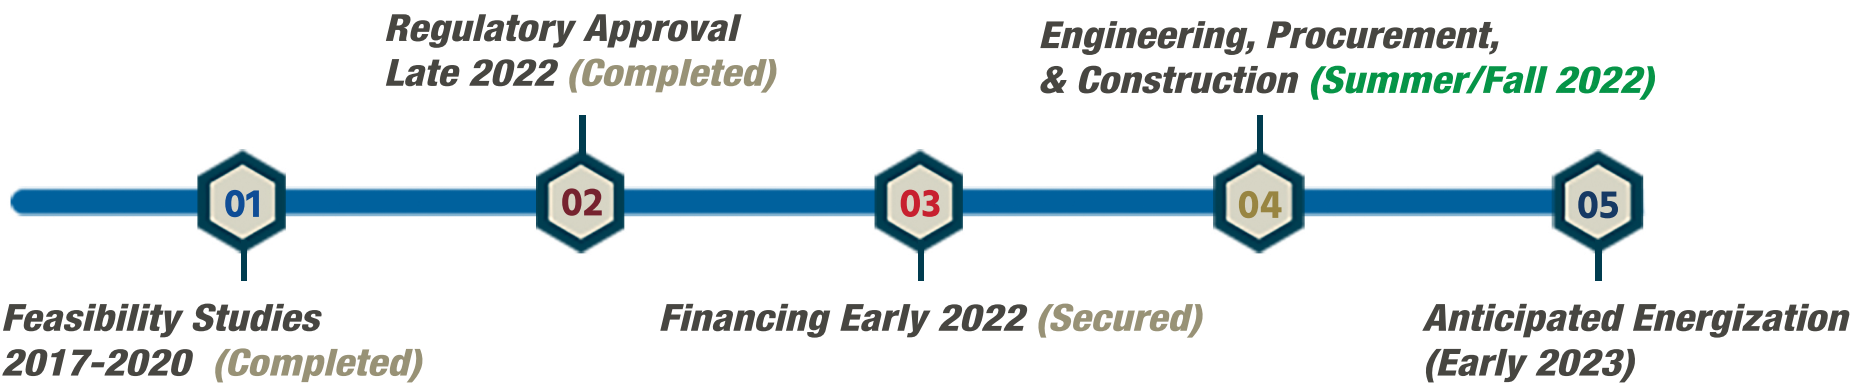 Regulatory Approval
Late 2022 (Completed)
Engineering, Procurement,
& Construction (Summer/Fall 2022)
01
02
03
04
05
Feasibility Studies
2017-2020 (Completed)
Financing Early 2022 (Secured)
Anticipated Energization
(Early 2023)